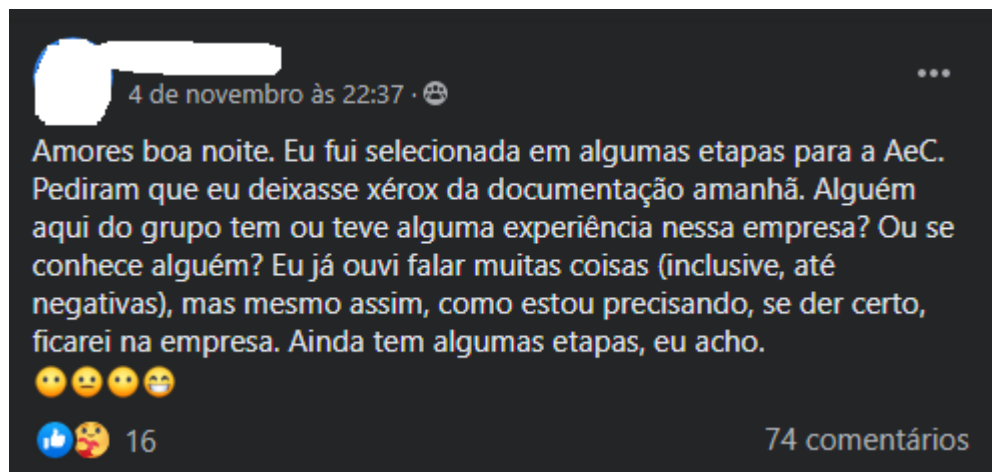 4 de novembro às 22:37 ·
Amores boa noite. Eu fui selecionada em algumas etapas para a AeC.
Pediram que eu deixasse xérox da documentação amanhã. Alguém
aqui do grupo tem ou teve alguma experiência nessa empresa? Ou se
conhece alguém? Eu já ouvi falar muitas coisas (inclusive, até
negativas), mas mesmo assim, como estou precisando, se der certo,
ficarei na empresa. Ainda tem algumas etapas, eu acho.
😶😐😶😁
16 74 comentários